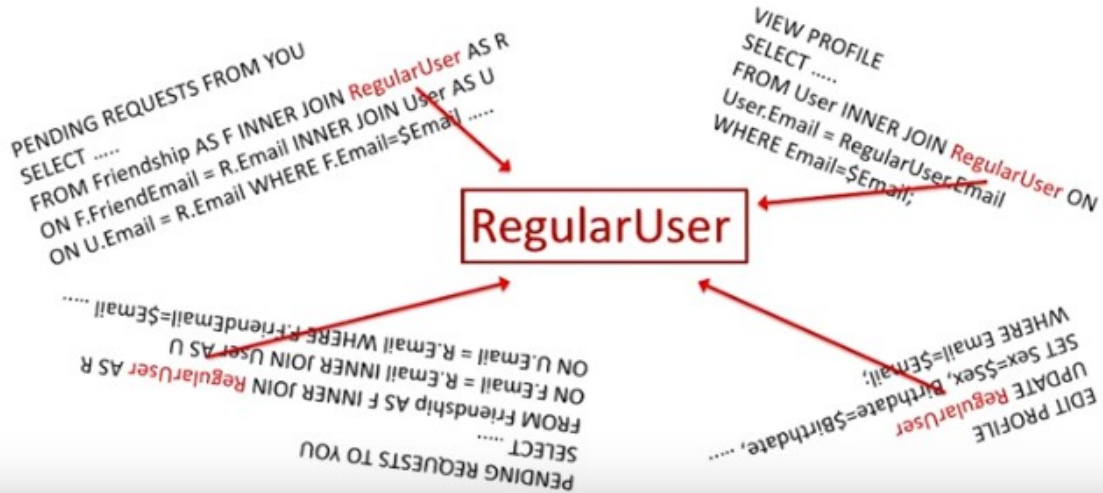 PENDING REQUESTS FROM YOU
SELECT .....
FROM Friendship AS F INNER JOIN RegularUser AS R
ON F.FriendEmail = R.Email INNER JOIN User AS U
ON U.Email = R.Email WHERE F.Email=$Email .....
VIEW PROFILE
SELECT .....
FROM User INNER JOIN RegularUser ON
User.Email = RegularUser.Email
WHERE Email=$Email;
RegularUser
PENDING REQUESTS TO YOU
SELECT .....
FROM Friendship AS F INNER JOIN RegularUser AS R
ON F.Email = R.Email INNER JOIN User AS U
ON U.Email = R.Email WHERE F.FriendEmail=$Email .....
EDIT PROFILE
UPDATE RegularUser
SET Sex=$Sex, Birthdate=$Birthdate, .....
WHERE Email=$Email;